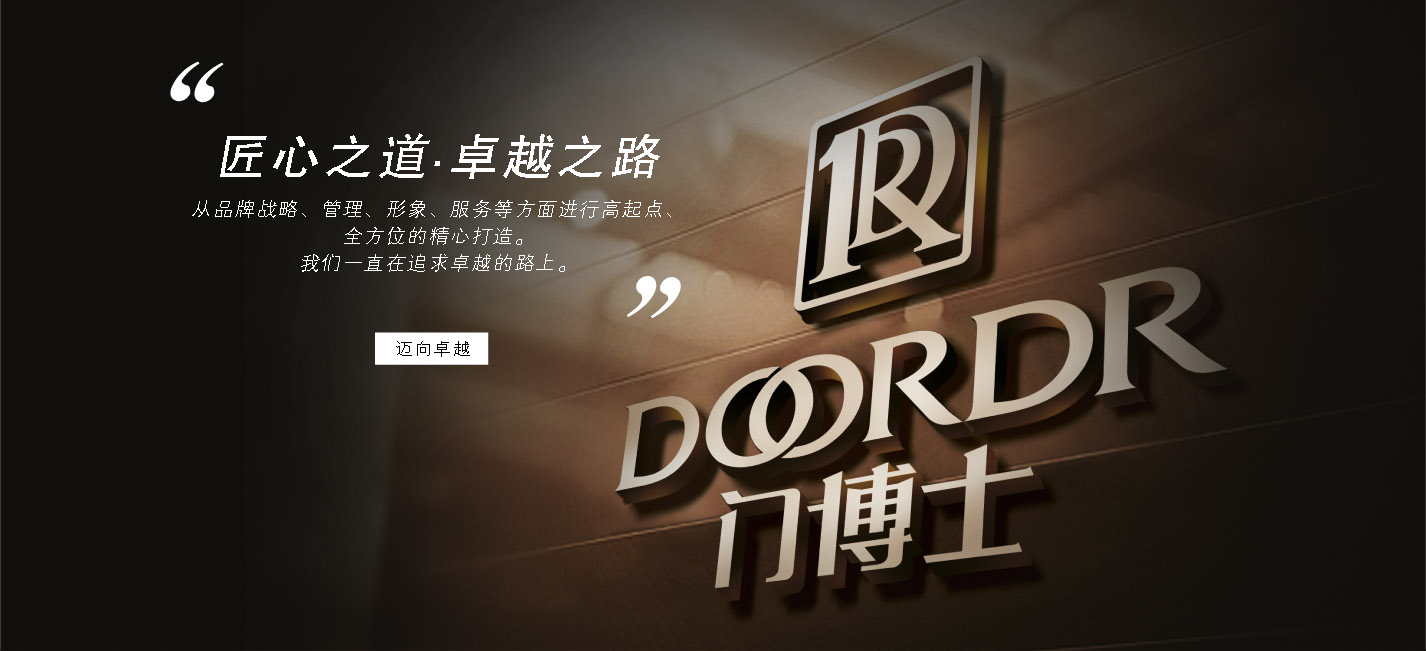 “
匠心之道·卓越之路
从品牌战略、管理、形象、服务等方面进行高起点、
全方位的精心打造。
我们一直在追求卓越的路上。
”
迈向卓越
DOORDR
门博士